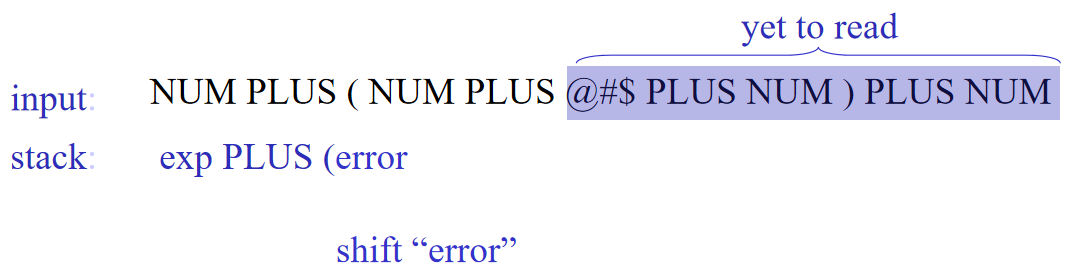 yet to read
input: NUM PLUS ( NUM PLUS @#$ PLUS NUM ) PLUS NUM
stack: exp PLUS (error
shift “error”